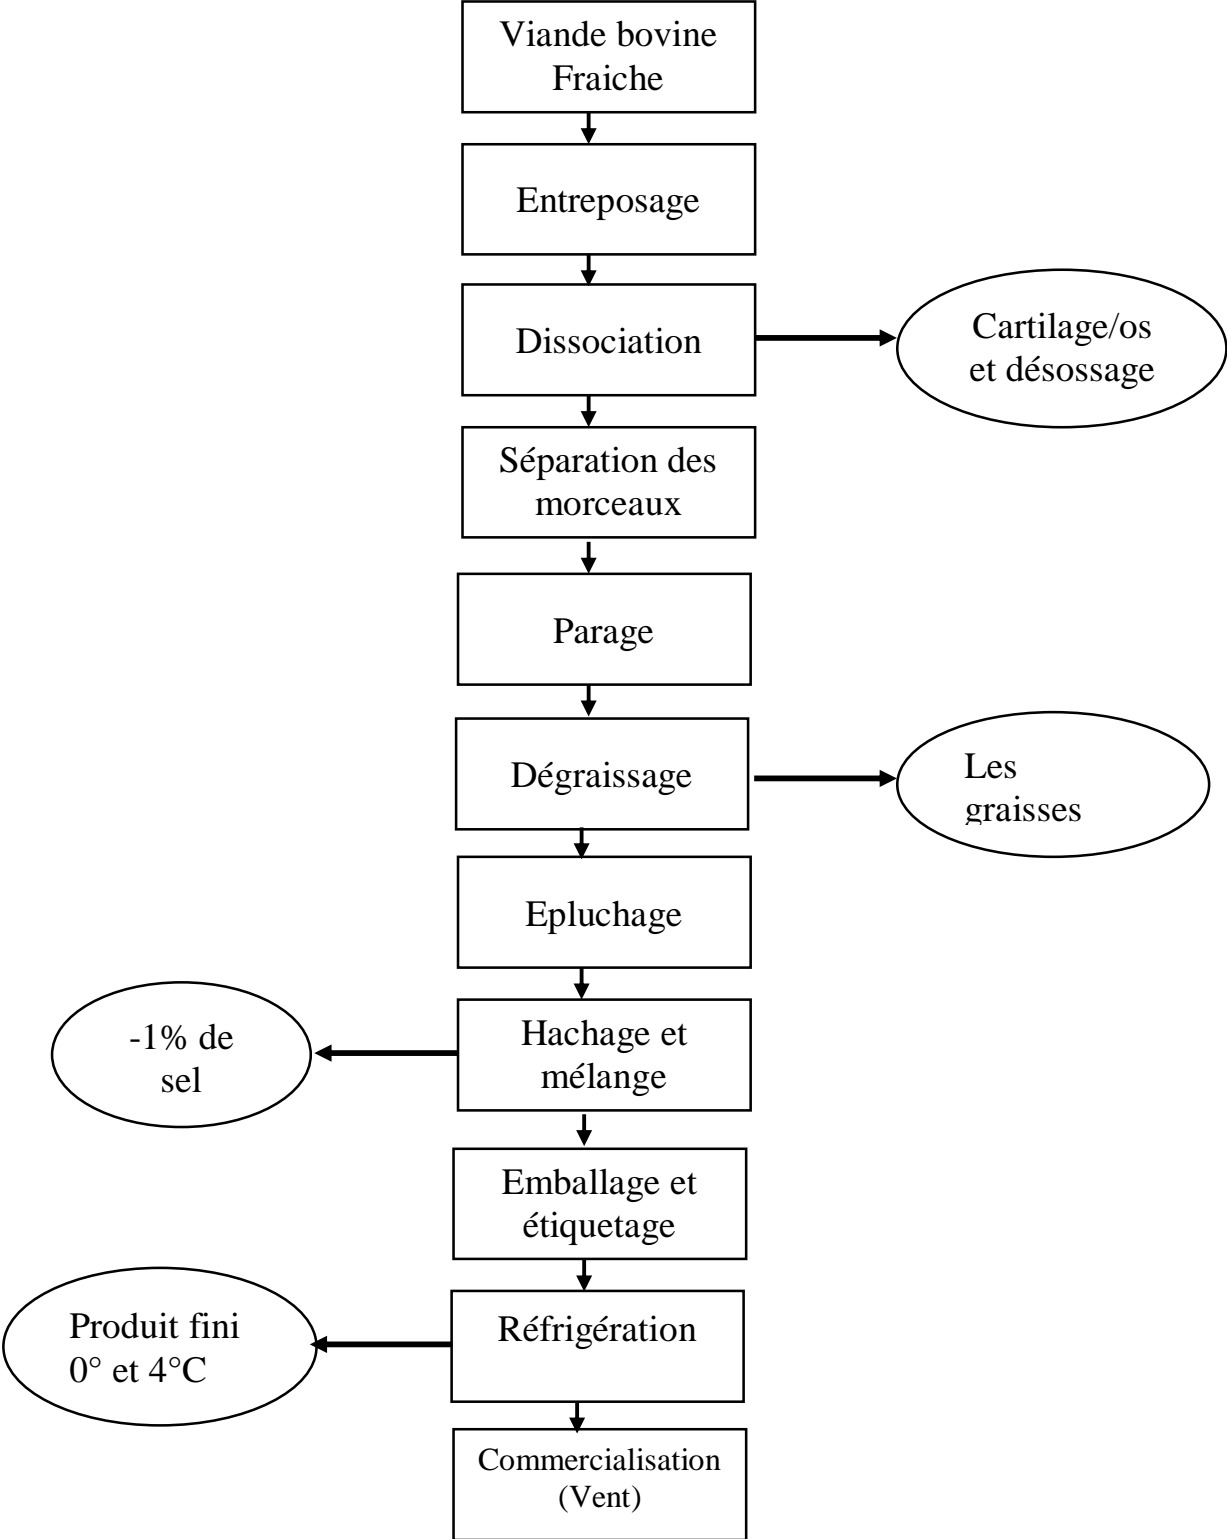 Viande bovine
Fraiche
Entreposage
Dissociation
Cartilage/os
et désossage
Séparation des
morceaux
Parage
Dégraissage
Les
graisses
Epluchage
Hachage et
mélange
-1% de
sel
Emballage et
étiquetage
Réfrigération
Produit fini
0° et 4°C
Commercialisation
(Vent)